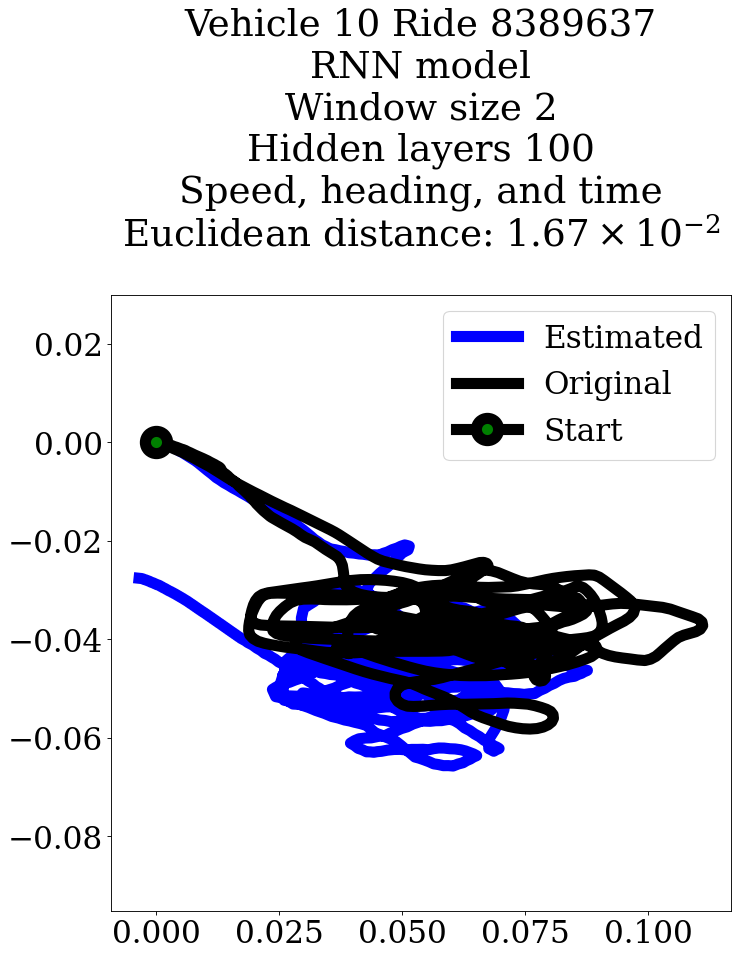 Vehicle 10 Ride 8389637
RNN model
Window size 2
Hidden layers 100
Speed, heading, and time
Euclidean distance: 1.67 × 10⁻²
Estimated
Original
Start
0.02
0.00
−0.02
−0.04
−0.06
−0.08
0.000 0.025 0.050 0.075 0.100